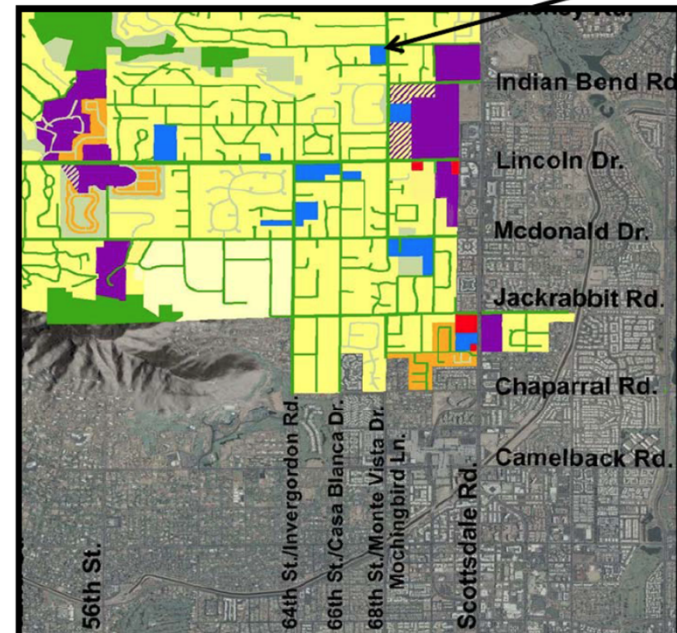 Indian Bend Rd
Lincoln Dr.
Mcdonald Dr.
Jackrabbit Rd.
Chaparral Rd.
Camelback Rd.
56th St.
64th St./Invergordon Rd.
66th St./Casa Blanca Dr.
68th St./Monte Vista Dr.
Mochingbird Ln.
Scottsdale Rd.